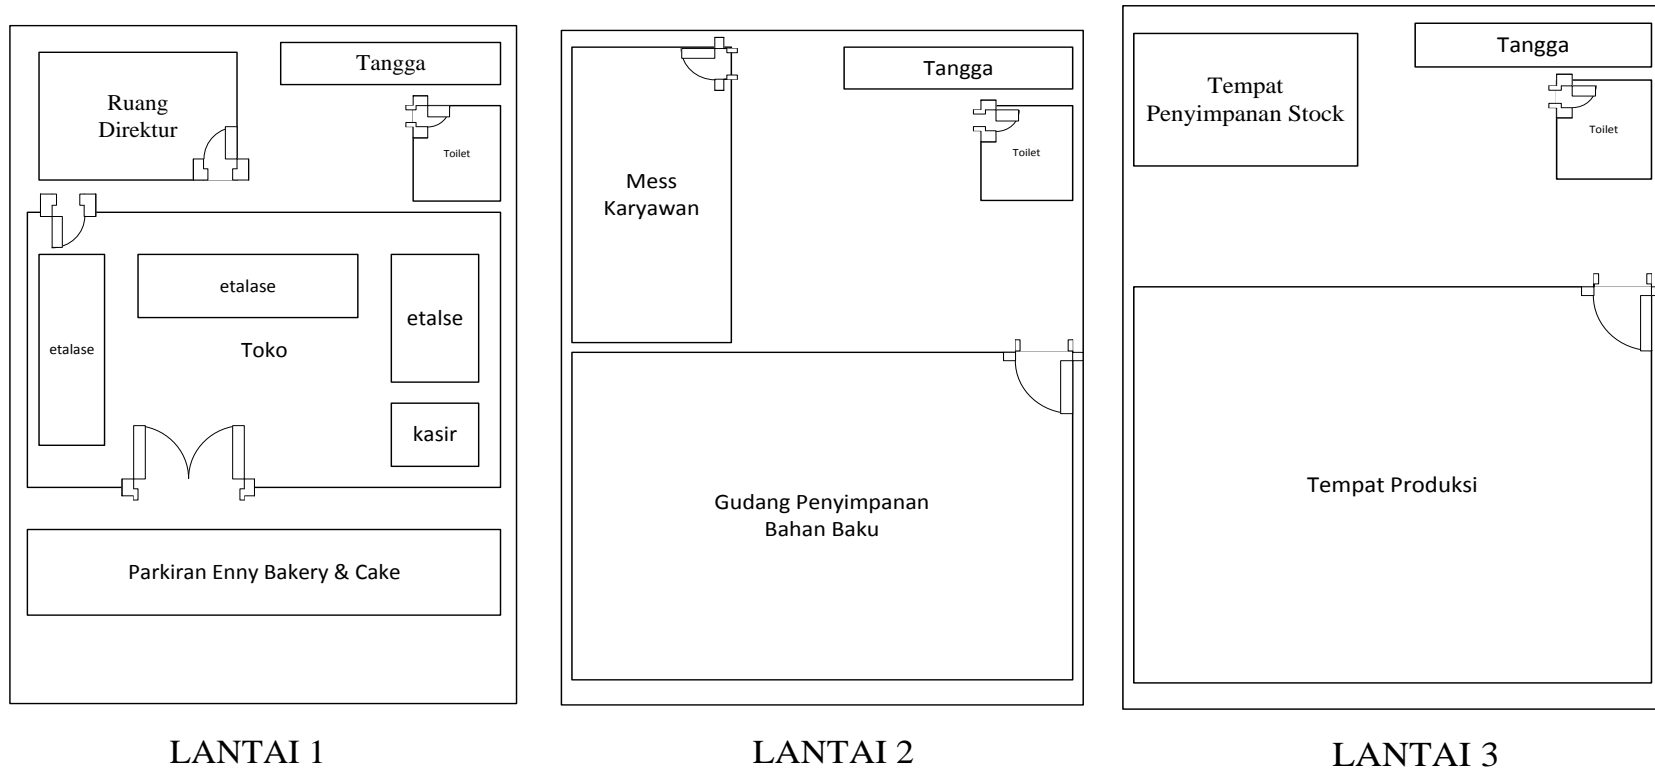 Ruang
Direktur
Tangga
Toilet
etalase
etalase
etalse
Toko
kasir
Parkiran Enny Bakery & Cake
LANTAI 1
Tangga
Toilet
Mess
Karyawan
Gudang Penyimpanan
Bahan Baku
LANTAI 2
Tempat
Penyimpanan Stock
Tangga
Toilet
Tempat Produksi
LANTAI 3